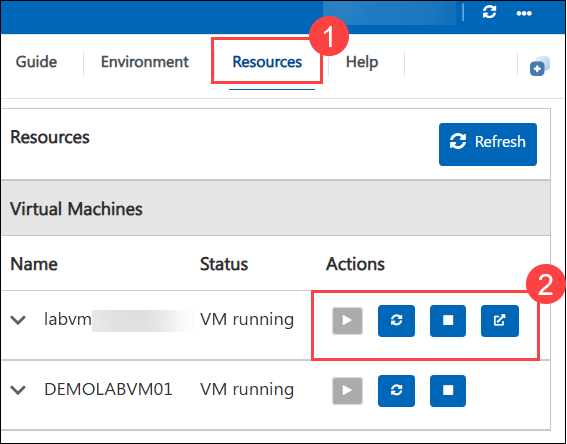 1
Guide Environment Resources Help
Resources Refresh
Virtual Machines
Name Status Actions
2
labvm VM running
DEMOLABVM01 VM running